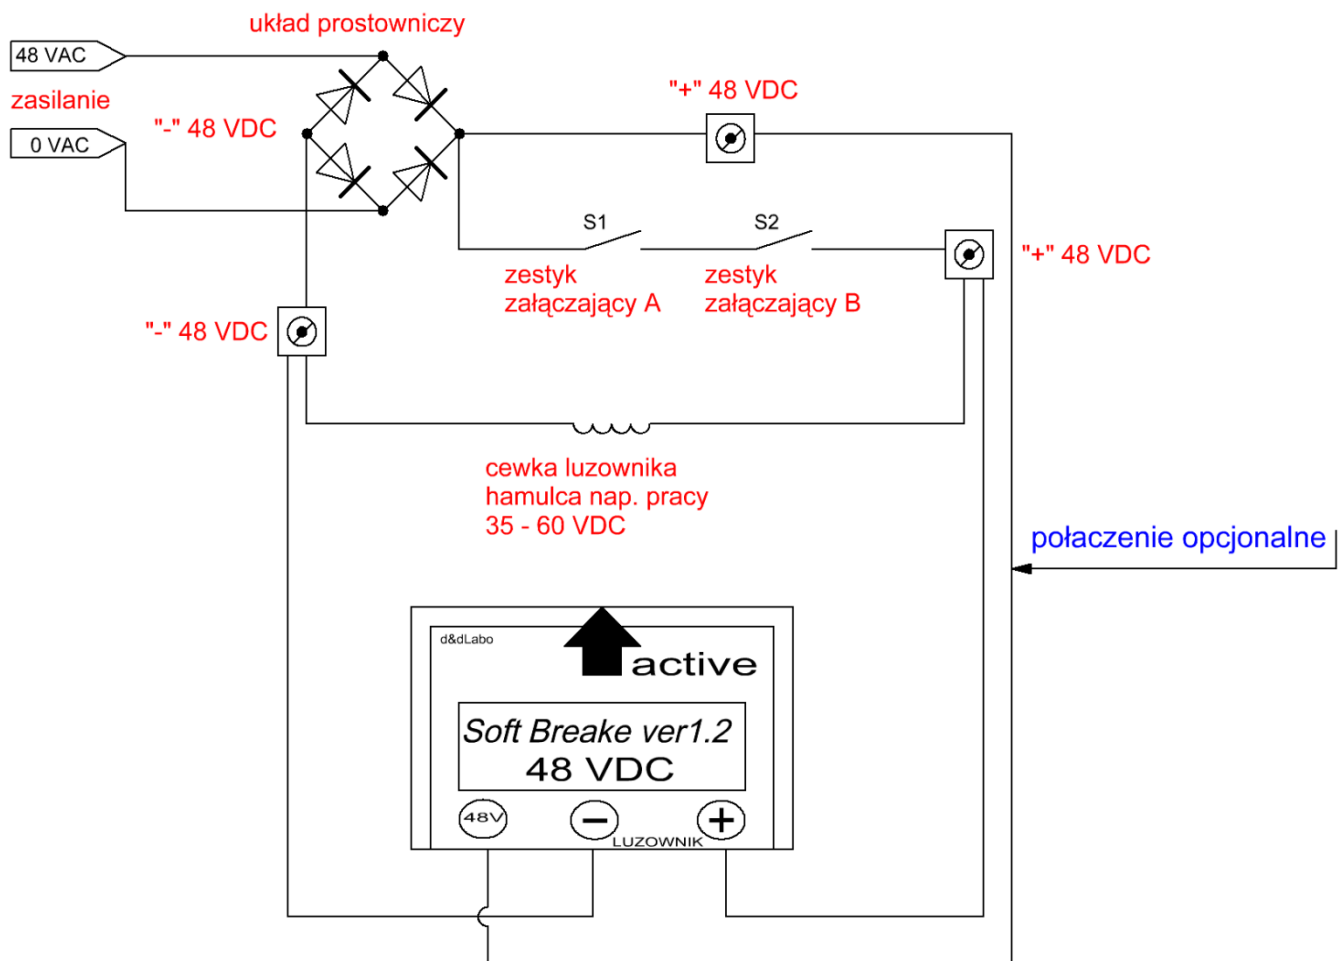 układ prostowniczy
48 VAC
zasilanie
"-" 48 VDC
0 VAC
"+" 48 VDC
S1
S2
"+" 48 VDC
zestyk
załączający A
zestyk
załączający B
"-" 48 VDC
cewka luzownika
hamulca nap. pracy
35 - 60 VDC
połaczenie opcjonalne
d&dLabo
active
Soft Breake ver1.2
48 VDC
48V
−
+
LUZOWNIK